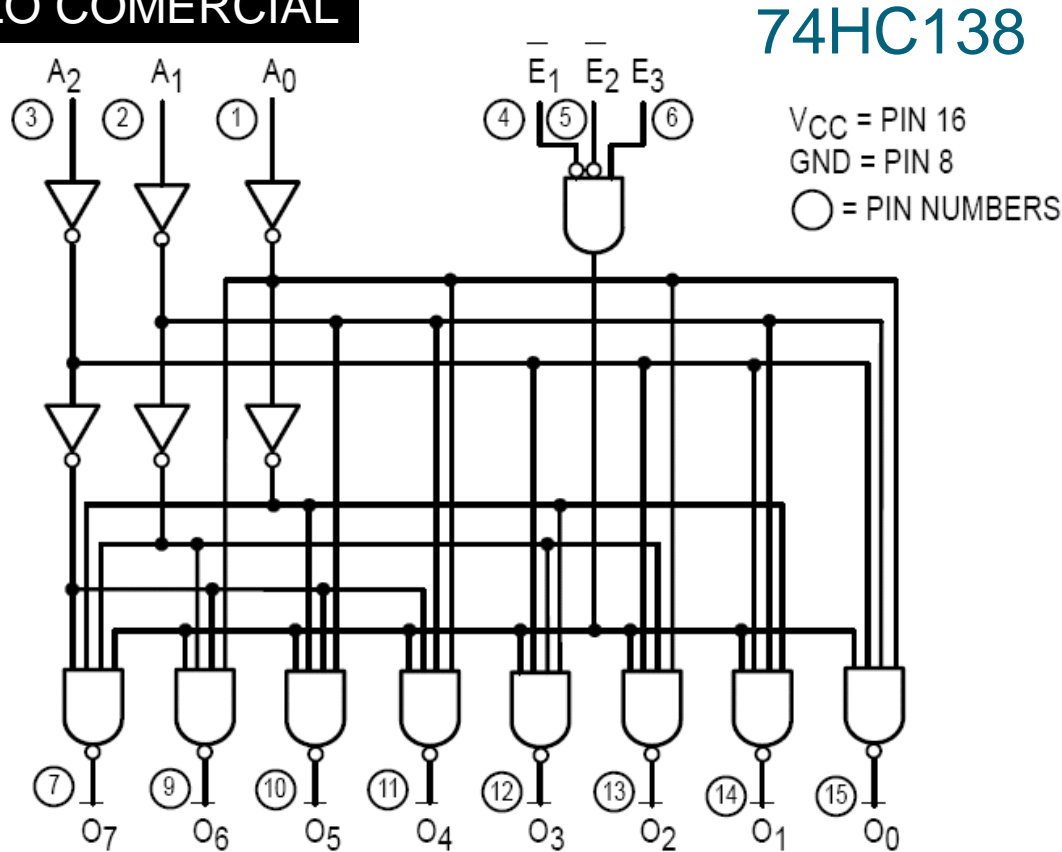 LO COMERCIAL
74HC138
A2 A1 A0 E1 E2 E3
3 2 1 4 5 6
VCC = PIN 16
GND = PIN 8
= PIN NUMBERS
7 9 10 11 12 13 14 15
O7 O6 O5 O4 O3 O2 O1 O0